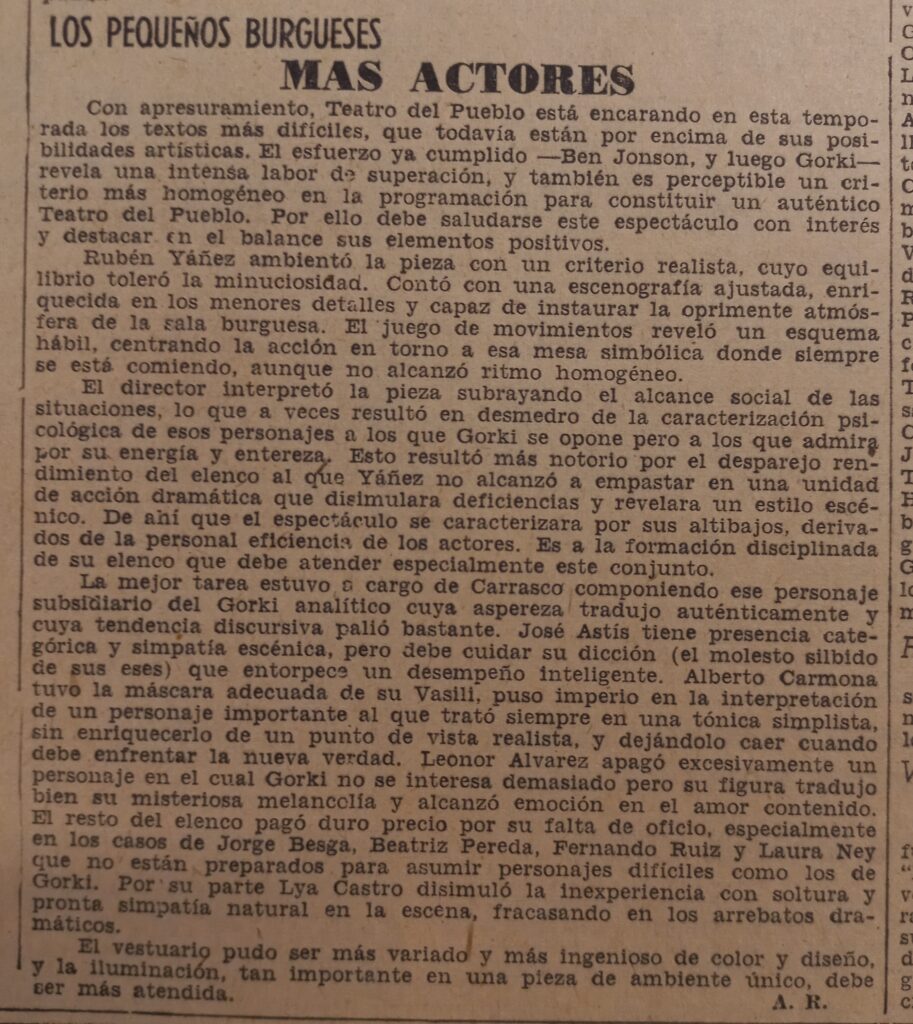 LOS PEQUEÑOS BURGUESES
MAS ACTORES
Con apresuramiento, Teatro del Pueblo está encarando en esta tempo-
rada los textos más difíciles, que todavía están por encima de sus posi-
bilidades artísticas. El esfuerzo ya cumplido —Ben Jonson, y luego Gorki—
revela una intensa labor de superación, y también es perceptible un cri-
terio más homogéneo en la programación para constituir un auténtico
Teatro del Pueblo. Por ello debe saludarse este espectáculo con interés
y destacar en el balance sus elementos positivos.
Rubén Yáñez ambientó la pieza con un criterio realista, cuyo equi-
librio toleró la minuciosidad. Contó con una escenografía ajustada, enri-
quecida en los menores detalles y capaz de instaurar la oprimente atmós-
fera de la sala burguesa. El juego de movimientos reveló un esquema
hábil, centrando la acción en torno a esa mesa simbólica donde siempre
se está comiendo, aunque no alcanzó ritmo homogéneo.
El director interpretó la pieza subrayando el alcance social de las
situaciones, lo que a veces resultó en desmedro de la caracterización psi-
cológica de esos personajes a los que Gorki se opone pero a los que admira
por su energía y entereza. Esto resultó más notorio por el desparejo ren-
dimiento del elenco al que Yáñez no alcanzó a empastar en una unidad
de acción dramática que disimulara deficiencias y revelara un estilo escé-
nico. De ahí que el espectáculo se caracterizara por sus altibajos, deriva-
dos de la personal eficiencia de los actores. Es a la formación disciplinada
de su elenco que debe atender especialmente este conjunto.
La mejor tarea estuvo a cargo de Carrasco componiendo ese personaje
subsidiario del Gorki analítico cuya aspereza tradujo auténticamente y
cuya tendencia discursiva palió bastante. José Astís tiene presencia cate-
górica y simpatía escénica, pero debe cuidar su dicción (el molesto silbido
de sus eses) que entorpece un desempeño inteligente. Alberto Carmona
tuvo la máscara adecuada de su Vasili, puso imperio en la interpretación
de un personaje importante al que trató siempre en una tónica simplista,
sin enriquecerlo de un punto de vista realista, y dejándolo caer cuando
debe enfrentar la nueva verdad. Leonor Alvarez apagó excesivamente un
personaje en el cual Gorki no se interesa demasiado pero su figura tradujo
bien su misteriosa melancolía y alcanzó emoción en el amor contenido.
El resto del elenco pagó duro precio por su falta de oficio, especialmente
en los casos de Jorge Besga, Beatriz Pereda, Fernando Ruiz y Laura Ney
que no están preparados para asumir personajes difíciles como los de
Gorki. Por su parte Lya Castro disimuló la inexperiencia con soltura y
pronta simpatía natural en la escena, fracasando en los arrebatos dra-
máticos.
El vestuario pudo ser más variado y más ingenioso de color y diseño,
y la iluminación, tan importante en una pieza de ambiente único, debe
ser más atendida.
A. R.